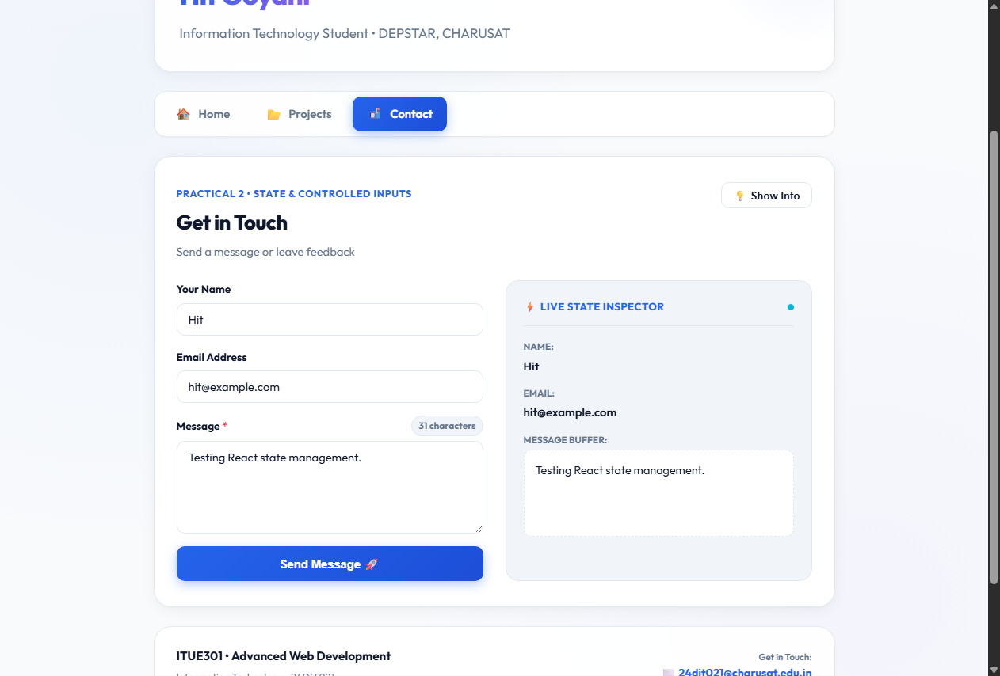 Information Technology Student • DEPSTAR, CHARUSAT
Home
Projects
Contact
PRACTICAL 2 • STATE & CONTROLLED INPUTS
Show Info
Get in Touch
Send a message or leave feedback
Your Name
Hit
Email Address
hit@example.com
Message *
31 characters
Testing React state management.
Send Message
LIVE STATE INSPECTOR
NAME:
Hit
EMAIL:
hit@example.com
MESSAGE BUFFER:
Testing React state management.
ITUE301 • Advanced Web Development
Get in Touch:
24dit021@charusat.edu.in